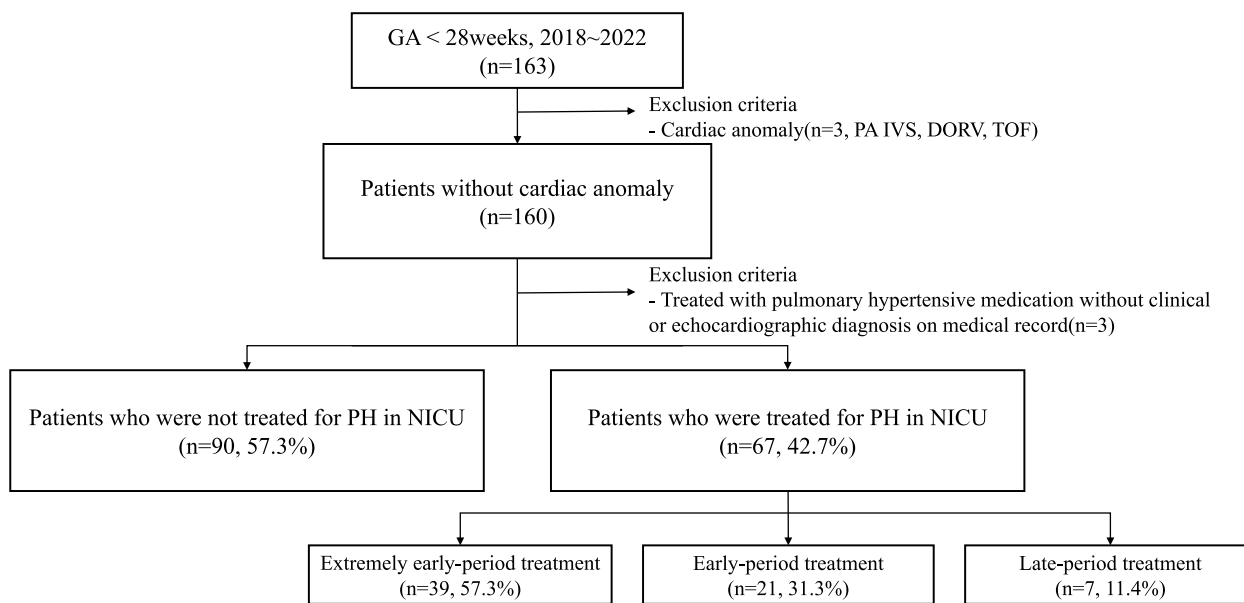 GA < 28weeks, 2018~2022
(n=163)
Exclusion criteria
- Cardiac anomaly(n=3, PA IVS, DORV, TOF)
Patients without cardiac anomaly
(n=160)
Exclusion criteria
- Treated with pulmonary hypertensive medication without clinical
or echocardiographic diagnosis on medical record(n=3)
Patients who were not treated for PH in NICU
(n=90, 57.3%)
Patients who were treated for PH in NICU
(n=67, 42.7%)
Extremely early-period treatment
(n=39, 57.3%)
Early-period treatment
(n=21, 31.3%)
Late-period treatment
(n=7, 11.4%)